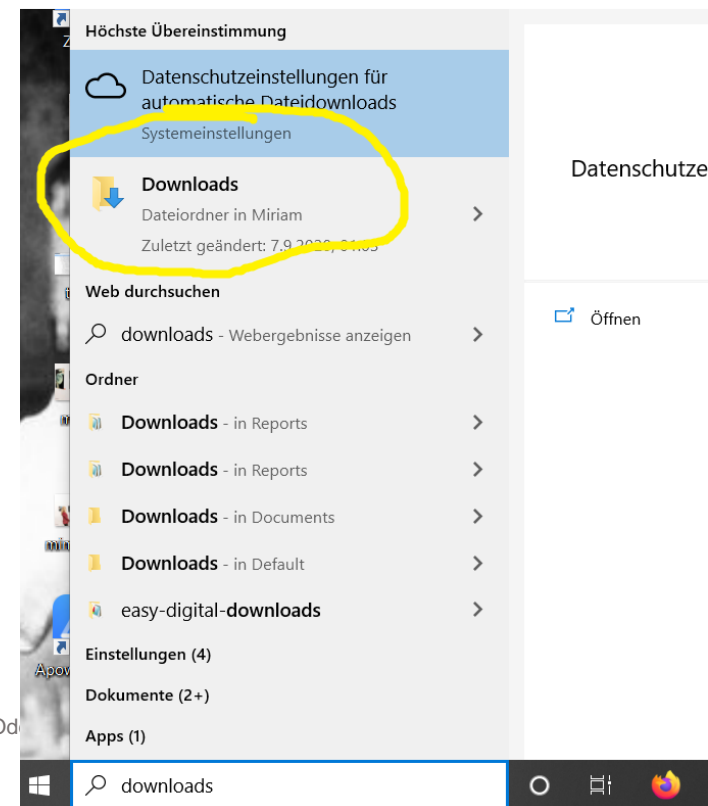 Höchste Übereinstimmung
Datenschutzeinstellungen für
automatische Dateidownloads
Systemeinstellungen
Downloads
Dateiordner in Miriam
Zuletzt geändert: 7.9.2020, 01:05
Datenschutze
Öffnen
Web durchsuchen
downloads - Webergebnisse anzeigen
Ordner
Downloads - in Reports
Downloads - in Reports
Downloads - in Documents
Downloads - in Default
easy-digital-downloads
Einstellungen (4)
Dokumente (2+)
Apps (1)
downloads